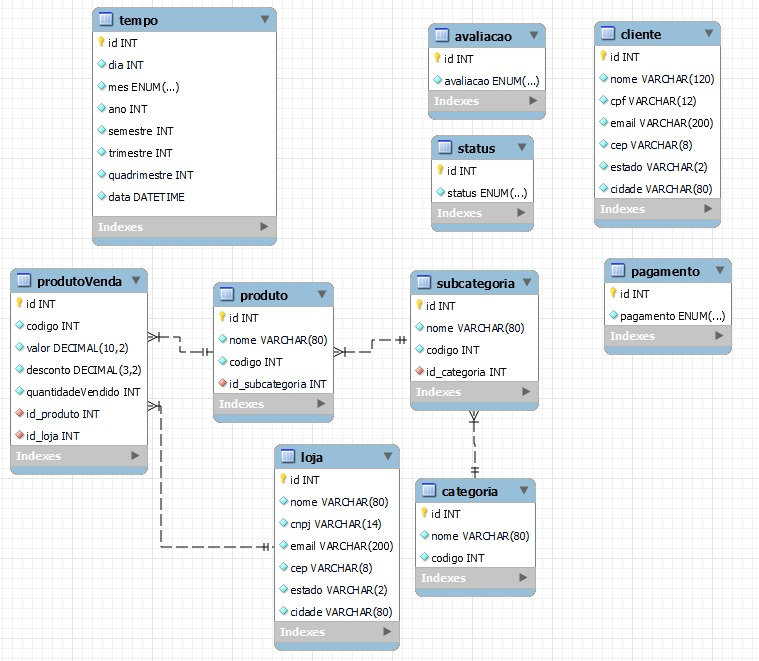 tempo
id INT
dia INT
mes ENUM(...)
ano INT
semestre INT
trimestre INT
quadrimestre INT
data DATETIME
Indexes
avaliacao
id INT
avaliacao ENUM(...)
Indexes
status
id INT
status ENUM(...)
Indexes
cliente
id INT
nome VARCHAR(120)
cpf VARCHAR(12)
email VARCHAR(200)
cep VARCHAR(8)
estado VARCHAR(2)
cidade VARCHAR(80)
Indexes
produtoVenda
id INT
codigo INT
valor DECIMAL(10,2)
desconto DECIMAL(3,2)
quantidadeVendido INT
id_produto INT
id_loja INT
Indexes
produto
id INT
nome VARCHAR(80)
codigo INT
id_subcategoria INT
Indexes
subcategoria
id INT
nome VARCHAR(80)
codigo INT
id_categoria INT
Indexes
pagamento
id INT
pagamento ENUM(...)
Indexes
loja
id INT
nome VARCHAR(80)
cnpj VARCHAR(14)
email VARCHAR(200)
cep VARCHAR(8)
estado VARCHAR(2)
cidade VARCHAR(80)
Indexes
categoria
id INT
nome VARCHAR(80)
codigo INT
Indexes